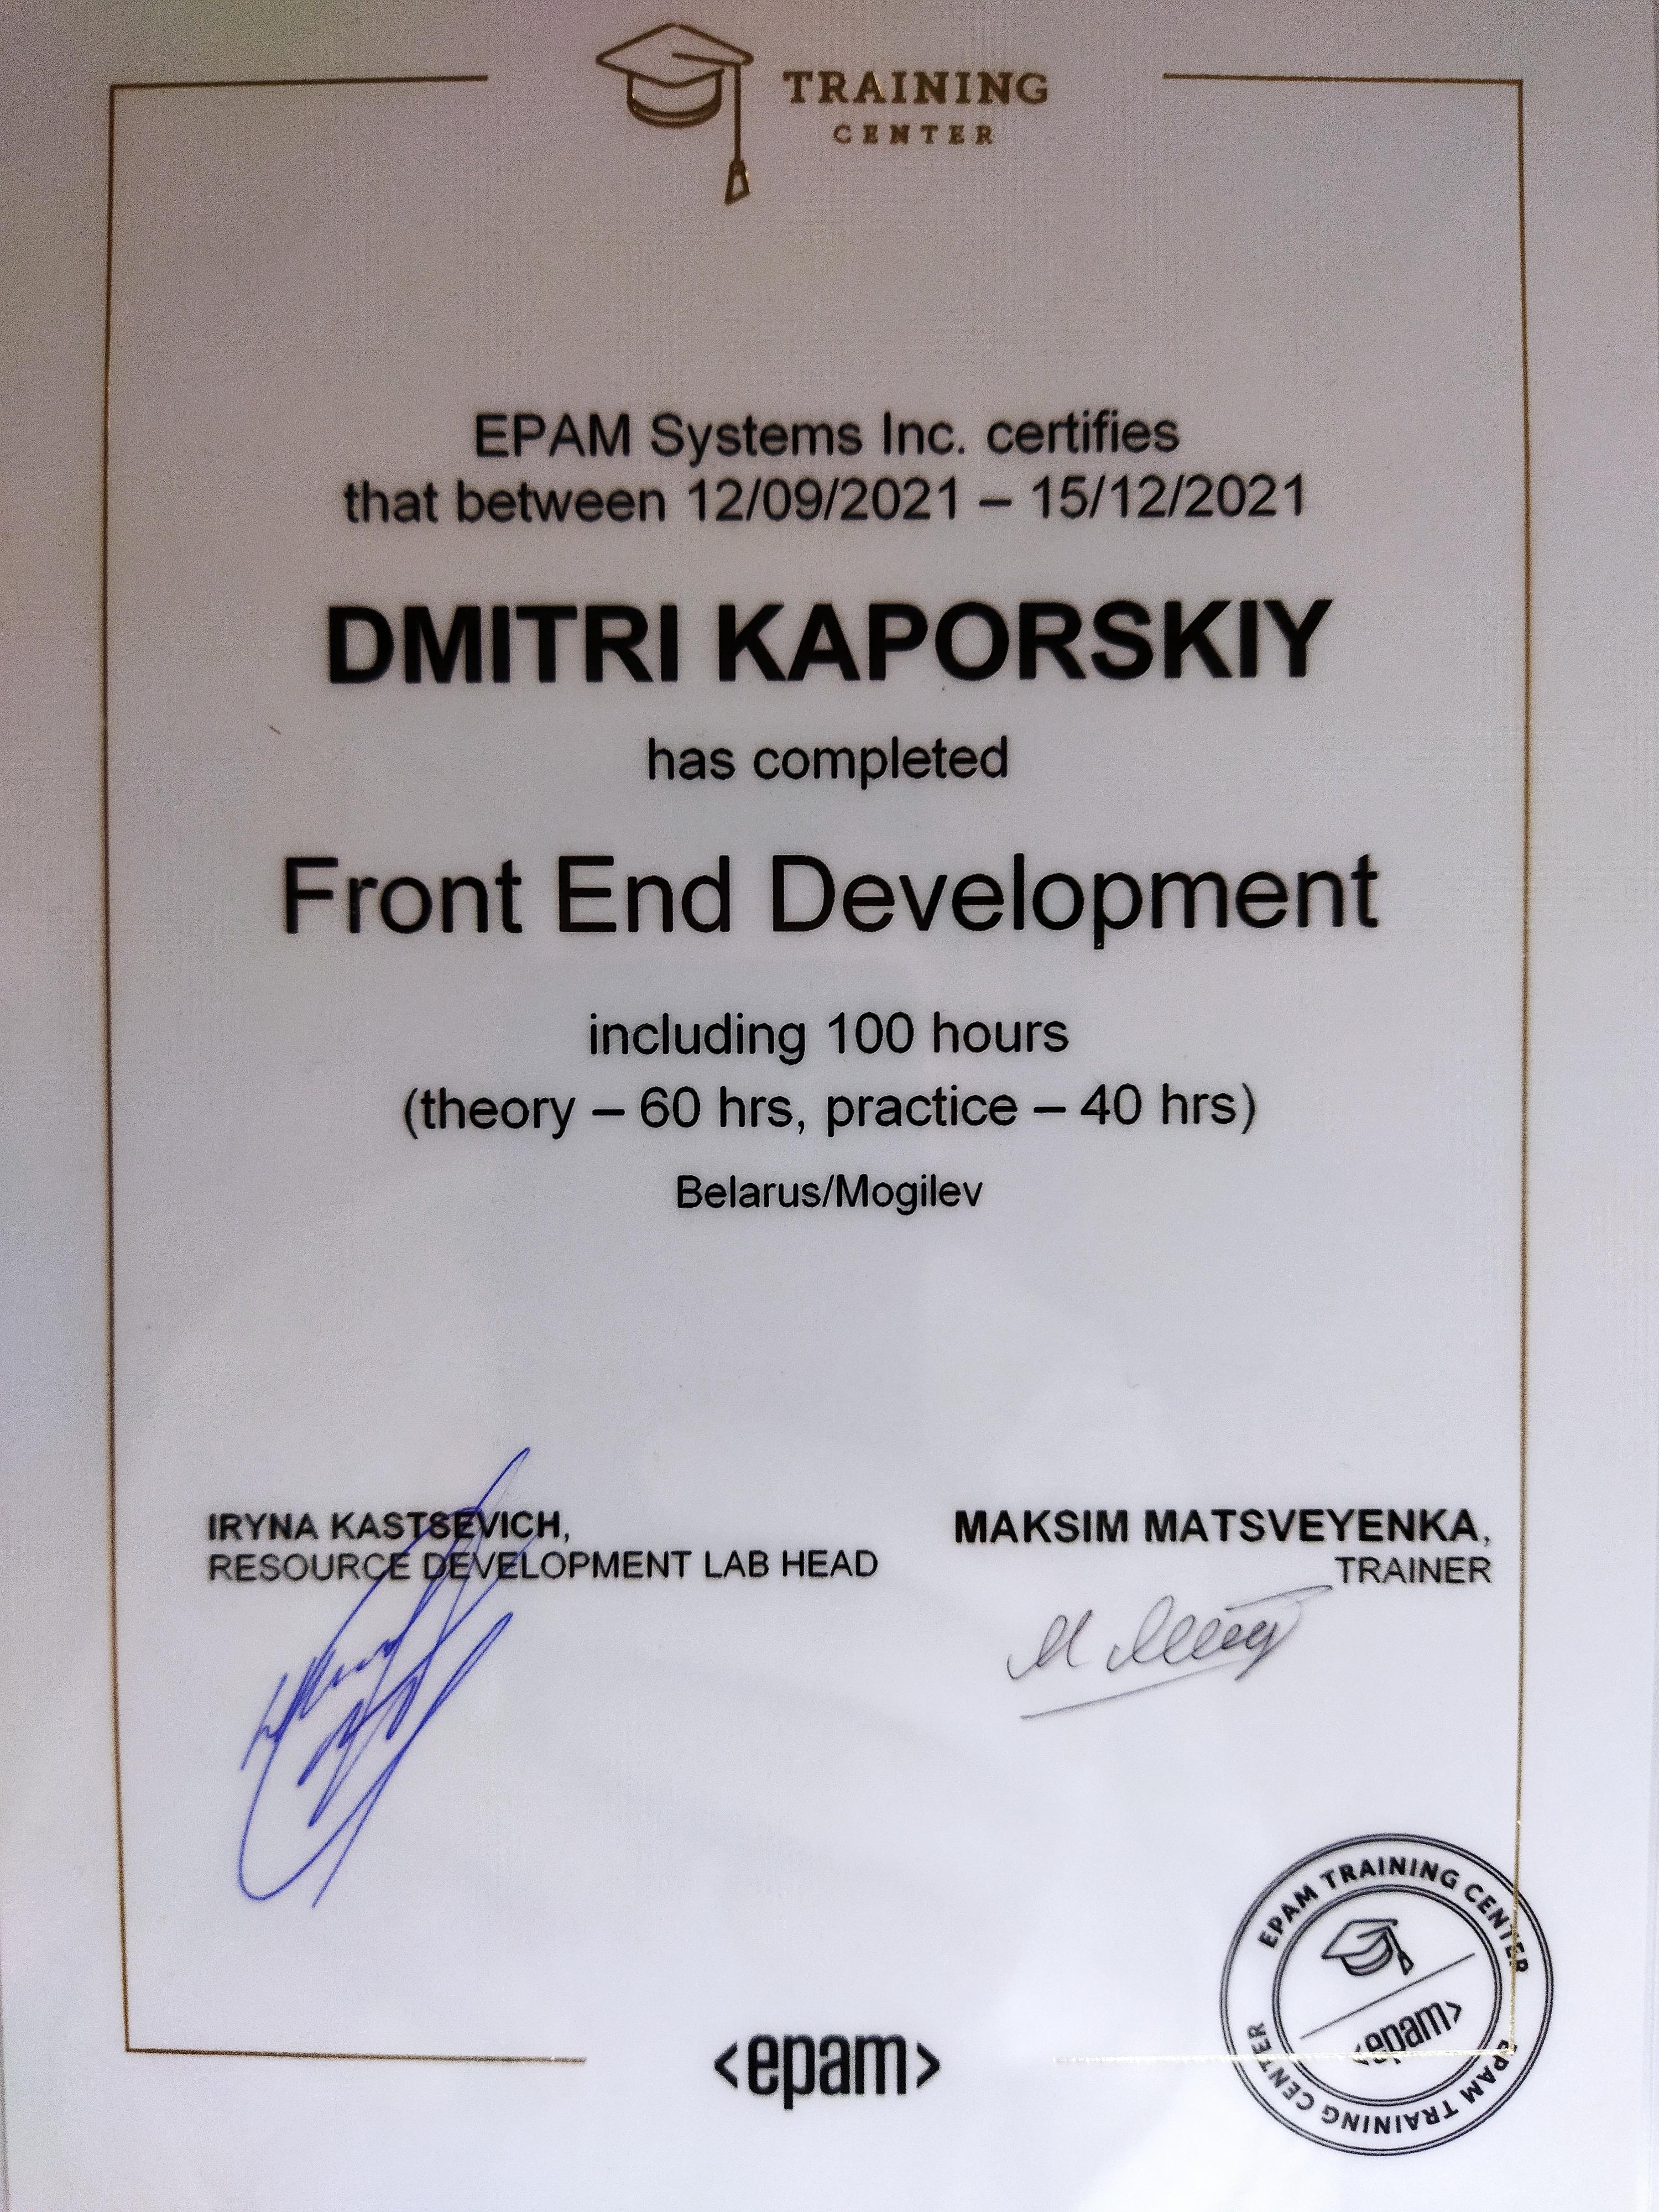 TRAINING
CENTER
EPAM Systems Inc. certifies
that between 12/09/2021 – 15/12/2021
DMITRI KAPORSKIY
has completed
Front End Development
including 100 hours
(theory – 60 hrs, practice – 40 hrs)
Belarus/Mogilev
IRYNA KASTSEVICH,
RESOURCE DEVELOPMENT LAB HEAD
MAKSIM MATSVEYENKA,
TRAINER
EPAM TRAINING CENTER
<epam>
EPAM TRAINING CENTER
<epam>